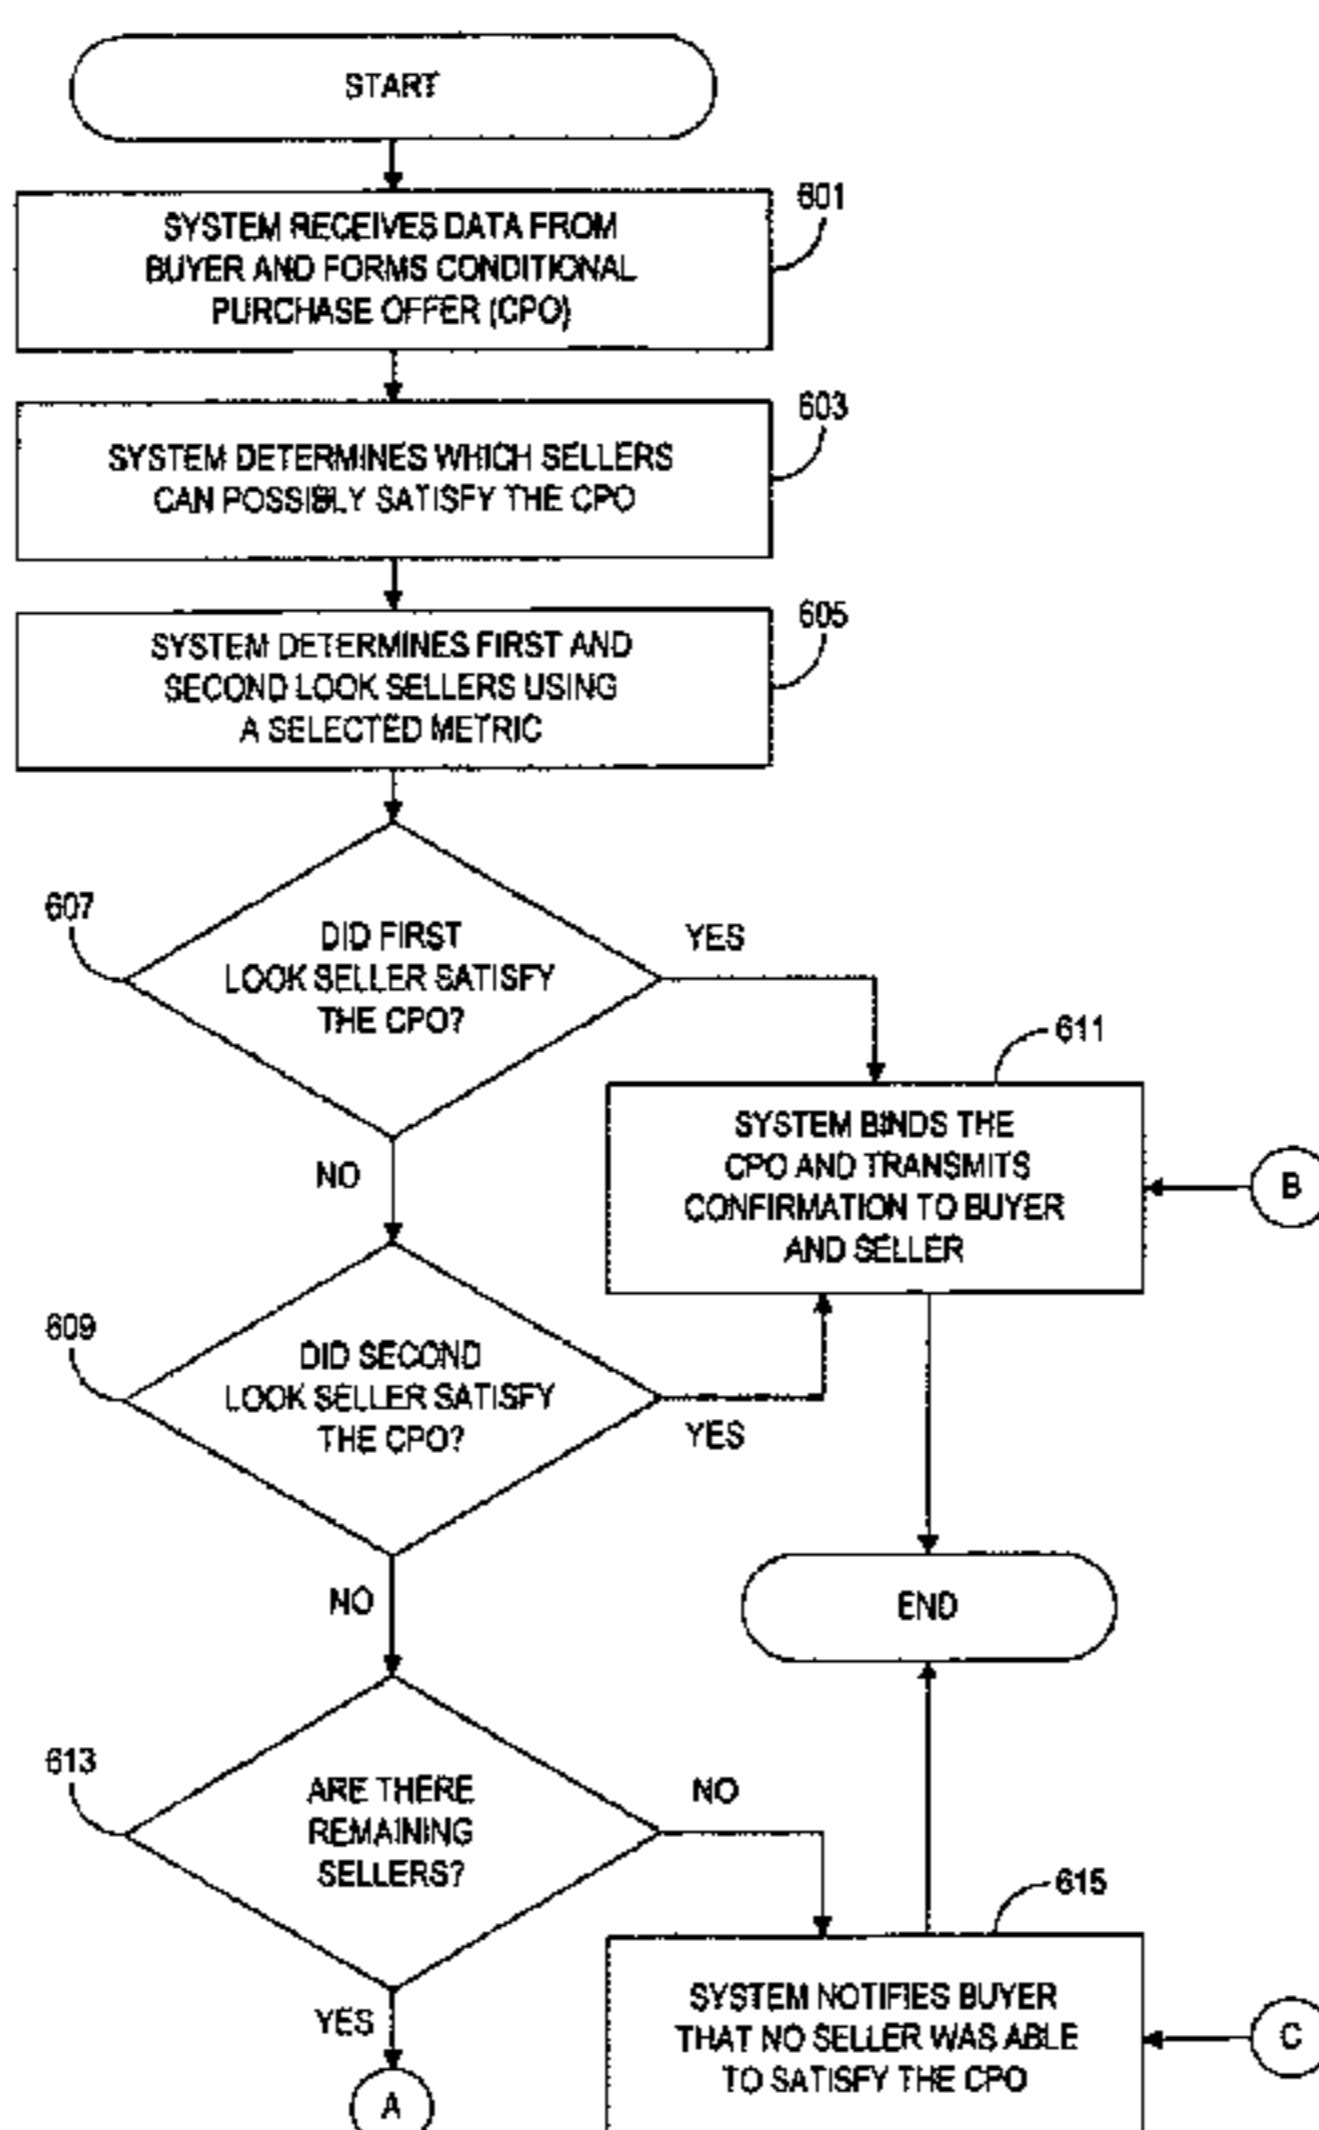 START
601
SYSTEM RECEIVES DATA FROM
BUYER AND FORMS CONDITIONAL
PURCHASE OFFER (CPO)
603
SYSTEM DETERMINES WHICH SELLERS
CAN POSSIBLY SATISFY THE CPO
605
SYSTEM DETERMINES FIRST AND
SECOND LOOK SELLERS USING
A SELECTED METRIC
607
DID FIRST
LOOK SELLER SATISFY
THE CPO?
YES
NO
611
SYSTEM BINDS THE
CPO AND TRANSMITS
CONFIRMATION TO BUYER
AND SELLER
B
609
DID SECOND
LOOK SELLER SATISFY
THE CPO?
YES
NO
END
613
ARE THERE
REMAINING
SELLERS?
NO
YES
615
SYSTEM NOTIFIES BUYER
THAT NO SELLER WAS ABLE
TO SATISFY THE CPO
C
A